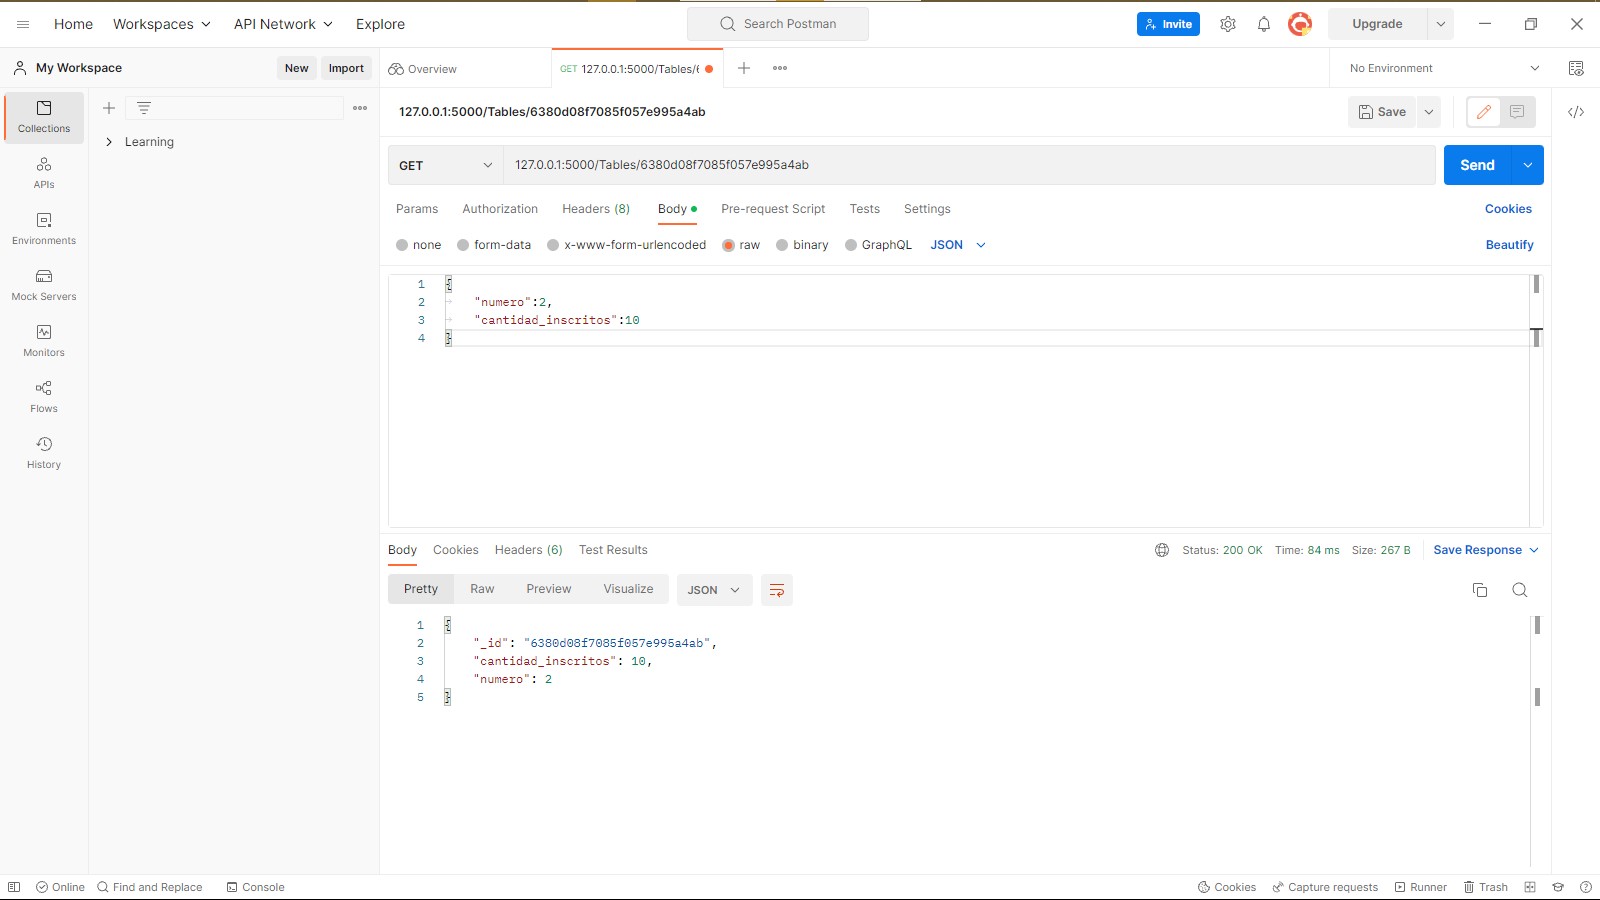 Home Workspaces API Network Explore Search Postman Invite Upgrade
My Workspace New Import Overview GET 127.0.0.1:5000/Tables/6 No Environment
127.0.0.1:5000/Tables/6380d08f7085f057e995a4ab Save
Collections
Learning
APIs
Environments
Mock Servers
Monitors
Flows
History
GET 127.0.0.1:5000/Tables/6380d08f7085f057e995a4ab Send
Params Authorization Headers (8) Body Pre-request Script Tests Settings Cookies
none form-data x-www-form-urlencoded raw binary GraphQL JSON Beautify
1 {
2 "numero":2,
3 "cantidad_inscritos":10
4 }
Body Cookies Headers (6) Test Results Status: 200 OK Time: 84 ms Size: 267 B Save Response
Pretty Raw Preview Visualize JSON
1 {
2 "_id": "6380d08f7085f057e995a4ab",
3 "cantidad_inscritos": 10,
4 "numero": 2
5 }
Online Find and Replace Console Cookies Capture requests Runner Trash